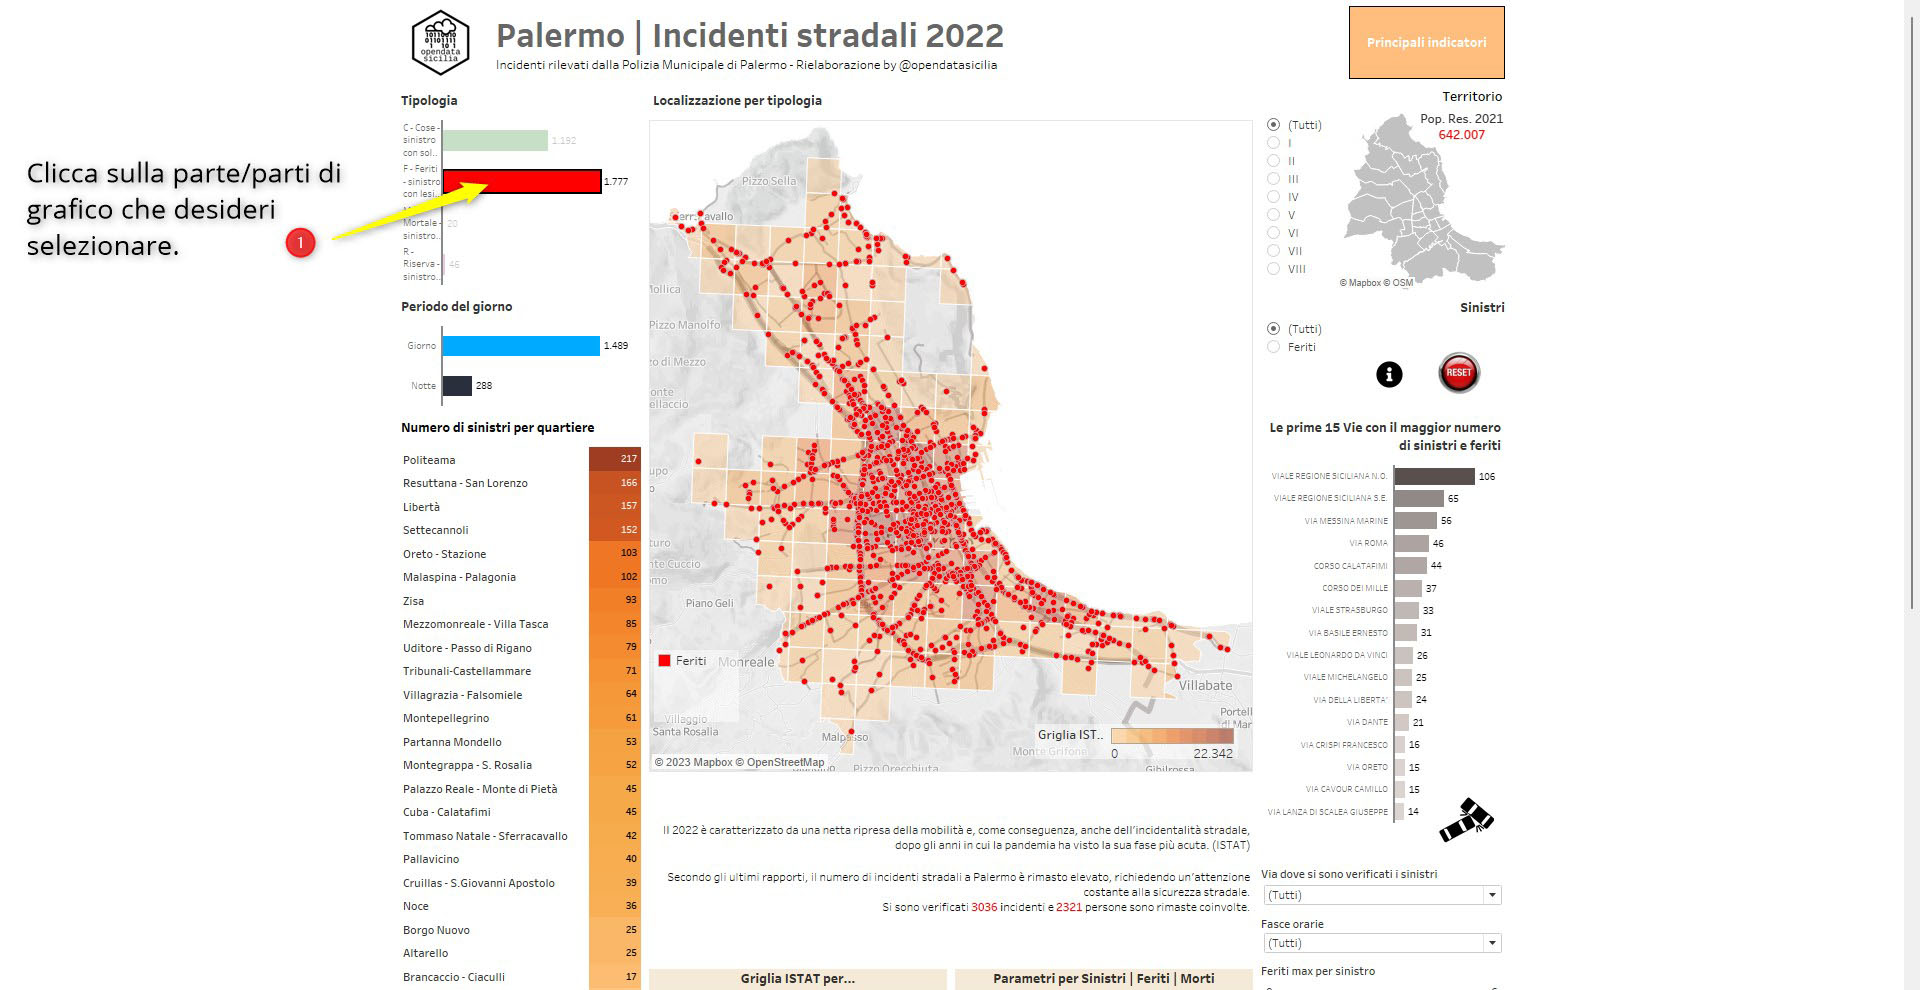 10110010
01101111
1 10 1
opendata
sicilia
Palermo | Incidenti stradali 2022
Incidenti rilevati dalla Polizia Municipale di Palermo - Rielaborazione by @opendatasicilia
Principali indicatori
Clicca sulla parte/parti di
grafico che desideri
selezionare.
1
Tipologia
C - Cose -
sinistro
con sol..
1.192
F - Feriti
- sinistro
con lesi..
1.777
Mortale -
sinistro..
20
R -
Riserva -
sinistro..
46
Periodo del giorno
Giorno
1.489
Notte
288
Numero di sinistri per quartiere
Politeama 217
Resuttana - San Lorenzo 166
Libertà 157
Settecannoli 152
Oreto - Stazione 103
Malaspina - Palagonia 102
Zisa 93
Mezzomonreale - Villa Tasca 85
Uditore - Passo di Rigano 79
Tribunali-Castellammare 71
Villagrazia - Falsomiele 64
Montepellegrino 61
Partanna Mondello 53
Montegrappa - S. Rosalia 52
Palazzo Reale - Monte di Pietà 45
Cuba - Calatafimi 45
Tommaso Natale - Sferracavallo 42
Pallavicino 40
Cruillas - S.Giovanni Apostolo 39
Noce 36
Borgo Nuovo 25
Altarello 25
Brancaccio - Ciaculli 17
Localizzazione per tipologia
Pizzo Sella
Mollica
Pizzo Manolfo
zo di Mezzo
onte
ellaccio
upo
o
turo
nte Cuccio
omo
Piano Geli
Feriti
Monreale
Villaggio
Santa Rosalia
Malpasso
Villabate
Portell
di Mar
Griglia IST..
0
22.342
Monte Grifone
Gibilrossa
Pizzo Orecchiuta
© 2023 Mapbox © OpenStreetMap
Il 2022 è caratterizzato da una netta ripresa della mobilità e, come conseguenza, anche dell'incidentalità stradale,
dopo gli anni in cui la pandemia ha visto la sua fase più acuta. (ISTAT)
Secondo gli ultimi rapporti, il numero di incidenti stradali a Palermo è rimasto elevato, richiedendo un'attenzione
costante alla sicurezza stradale.
Si sono verificati 3036 incidenti e 2321 persone sono rimaste coinvolte.
Griglia ISTAT per...
Parametri per Sinistri | Feriti | Morti
Territorio
Pop. Res. 2021
642.007
(Tutti)
I
II
III
IV
V
VI
VII
VIII
© Mapbox © OSM
Sinistri
(Tutti)
Feriti
i
RESET
Le prime 15 Vie con il maggior numero
di sinistri e feriti
VIALE REGIONE SICILIANA N.O. 106
VIALE REGIONE SICILIANA S.E. 65
VIA MESSINA MARINE 56
VIA ROMA 46
CORSO CALATAFIMI 44
CORSO DEI MILLE 37
VIALE STRASBURGO 33
VIA BASILE ERNESTO 31
VIALE LEONARDO DA VINCI 26
VIALE MICHELANGELO 25
VIA DELLA LIBERTA' 24
VIA DANTE 21
VIA CRISPI FRANCESCO 16
VIA ORETO 15
VIA CAVOUR CAMILLO 15
VIA LANZA DI SCALEA GIUSEPPE 14
Via dove si sono verificati i sinistri
(Tutti)
Fasce orarie
(Tutti)
Feriti max per sinistro